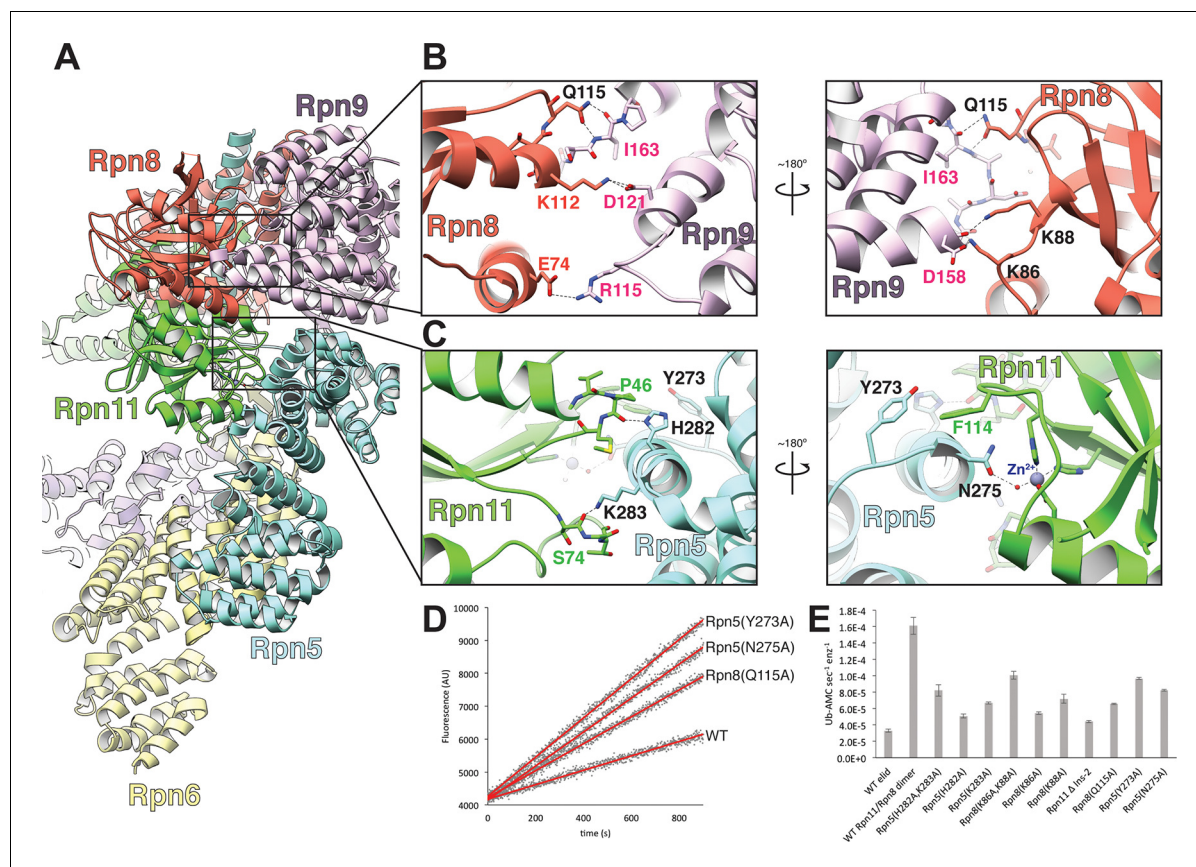 A
Rpn9
Rpn8
Rpn11
Rpn5
Rpn6
B
Q115
I163
K112
D121
Rpn8
Rpn9
E74
R115
~180°
Q115
Rpn8
I163
K88
D158
K86
Rpn9
C
P46
Y273
H282
Rpn11
K283
Rpn5
S74
~180°
Rpn11
Y273
F114
Zn2+
N275
Rpn5
D
Fluorescence (AU)
10000
9000
8000
7000
6000
5000
4000
0
200
400
600
800
time (s)
Rpn5(Y273A)
Rpn5(N275A)
Rpn8(Q115A)
WT
E
Ub-AMC sec-1 enz-1
1.8E-4
1.6E-4
1.4E-4
1.2E-4
1.0E-4
8.0E-5
6.0E-5
4.0E-5
2.0E-5
0.0E+0
WT elid
WT Rpn11/Rpn8 dimer
Rpn5(H282A,K283A)
Rpn5(H282A)
Rpn5(K283A)
Rpn8(K86A,K88A)
Rpn8(K86A)
Rpn8(K88A)
Rpn11 Δ Ins-2
Rpn8(Q115A)
Rpn5(Y273A)
Rpn5(N275A)